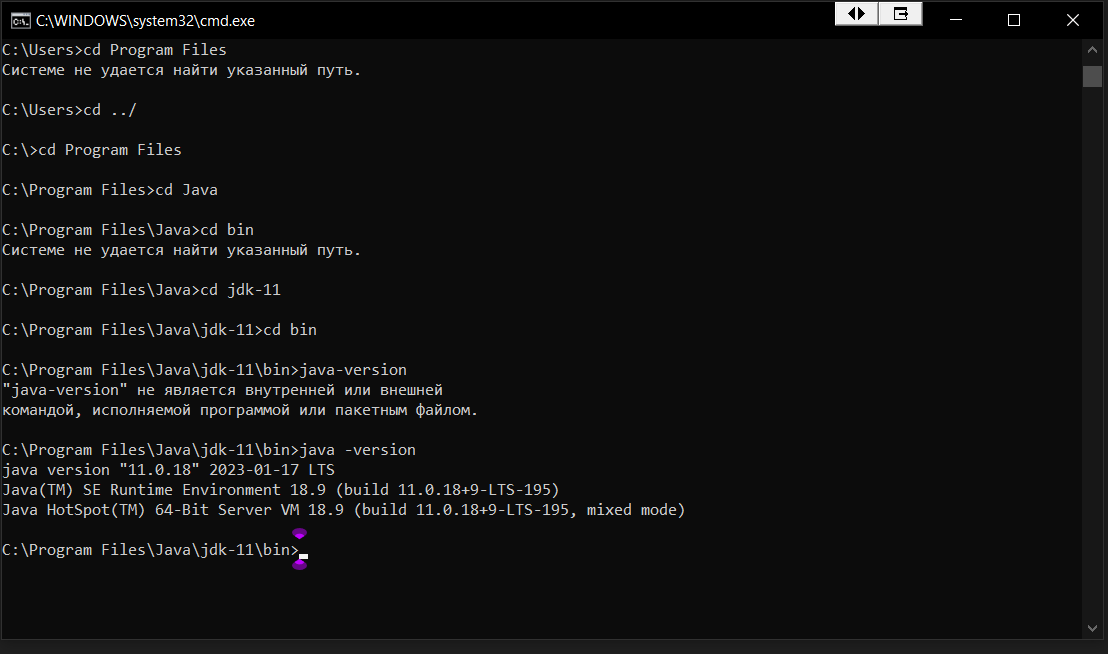 C:\WINDOWS\system32\cmd.exe
C:\Users>cd Program Files
Системе не удается найти указанный путь.
C:\Users>cd ../
C:\>cd Program Files
C:\Program Files>cd Java
C:\Program Files\Java>cd bin
Системе не удается найти указанный путь.
C:\Program Files\Java>cd jdk-11
C:\Program Files\Java\jdk-11>cd bin
C:\Program Files\Java\jdk-11\bin>java-version
"java-version" не является внутренней или внешней
командой, исполняемой программой или пакетным файлом.
C:\Program Files\Java\jdk-11\bin>java -version
java version "11.0.18" 2023-01-17 LTS
Java(TM) SE Runtime Environment 18.9 (build 11.0.18+9-LTS-195)
Java HotSpot(TM) 64-Bit Server VM 18.9 (build 11.0.18+9-LTS-195, mixed mode)
C:\Program Files\Java\jdk-11\bin>